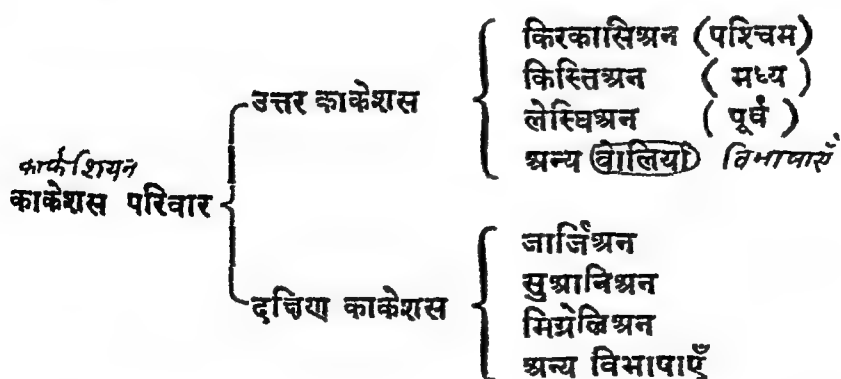 किरकासिअन (पश्चिम)
उत्तर काकेशस
किस्तिअन (मध्य)
लेस्घिअन (पूर्व)
अन्य बोलियां विभाषाएँ
काकेशियन
काकेशस परिवार
जार्जिअन
सुआनिअन
दक्षिण काकेशस
मिग्रेलिअन
अन्य विभाषाएँ